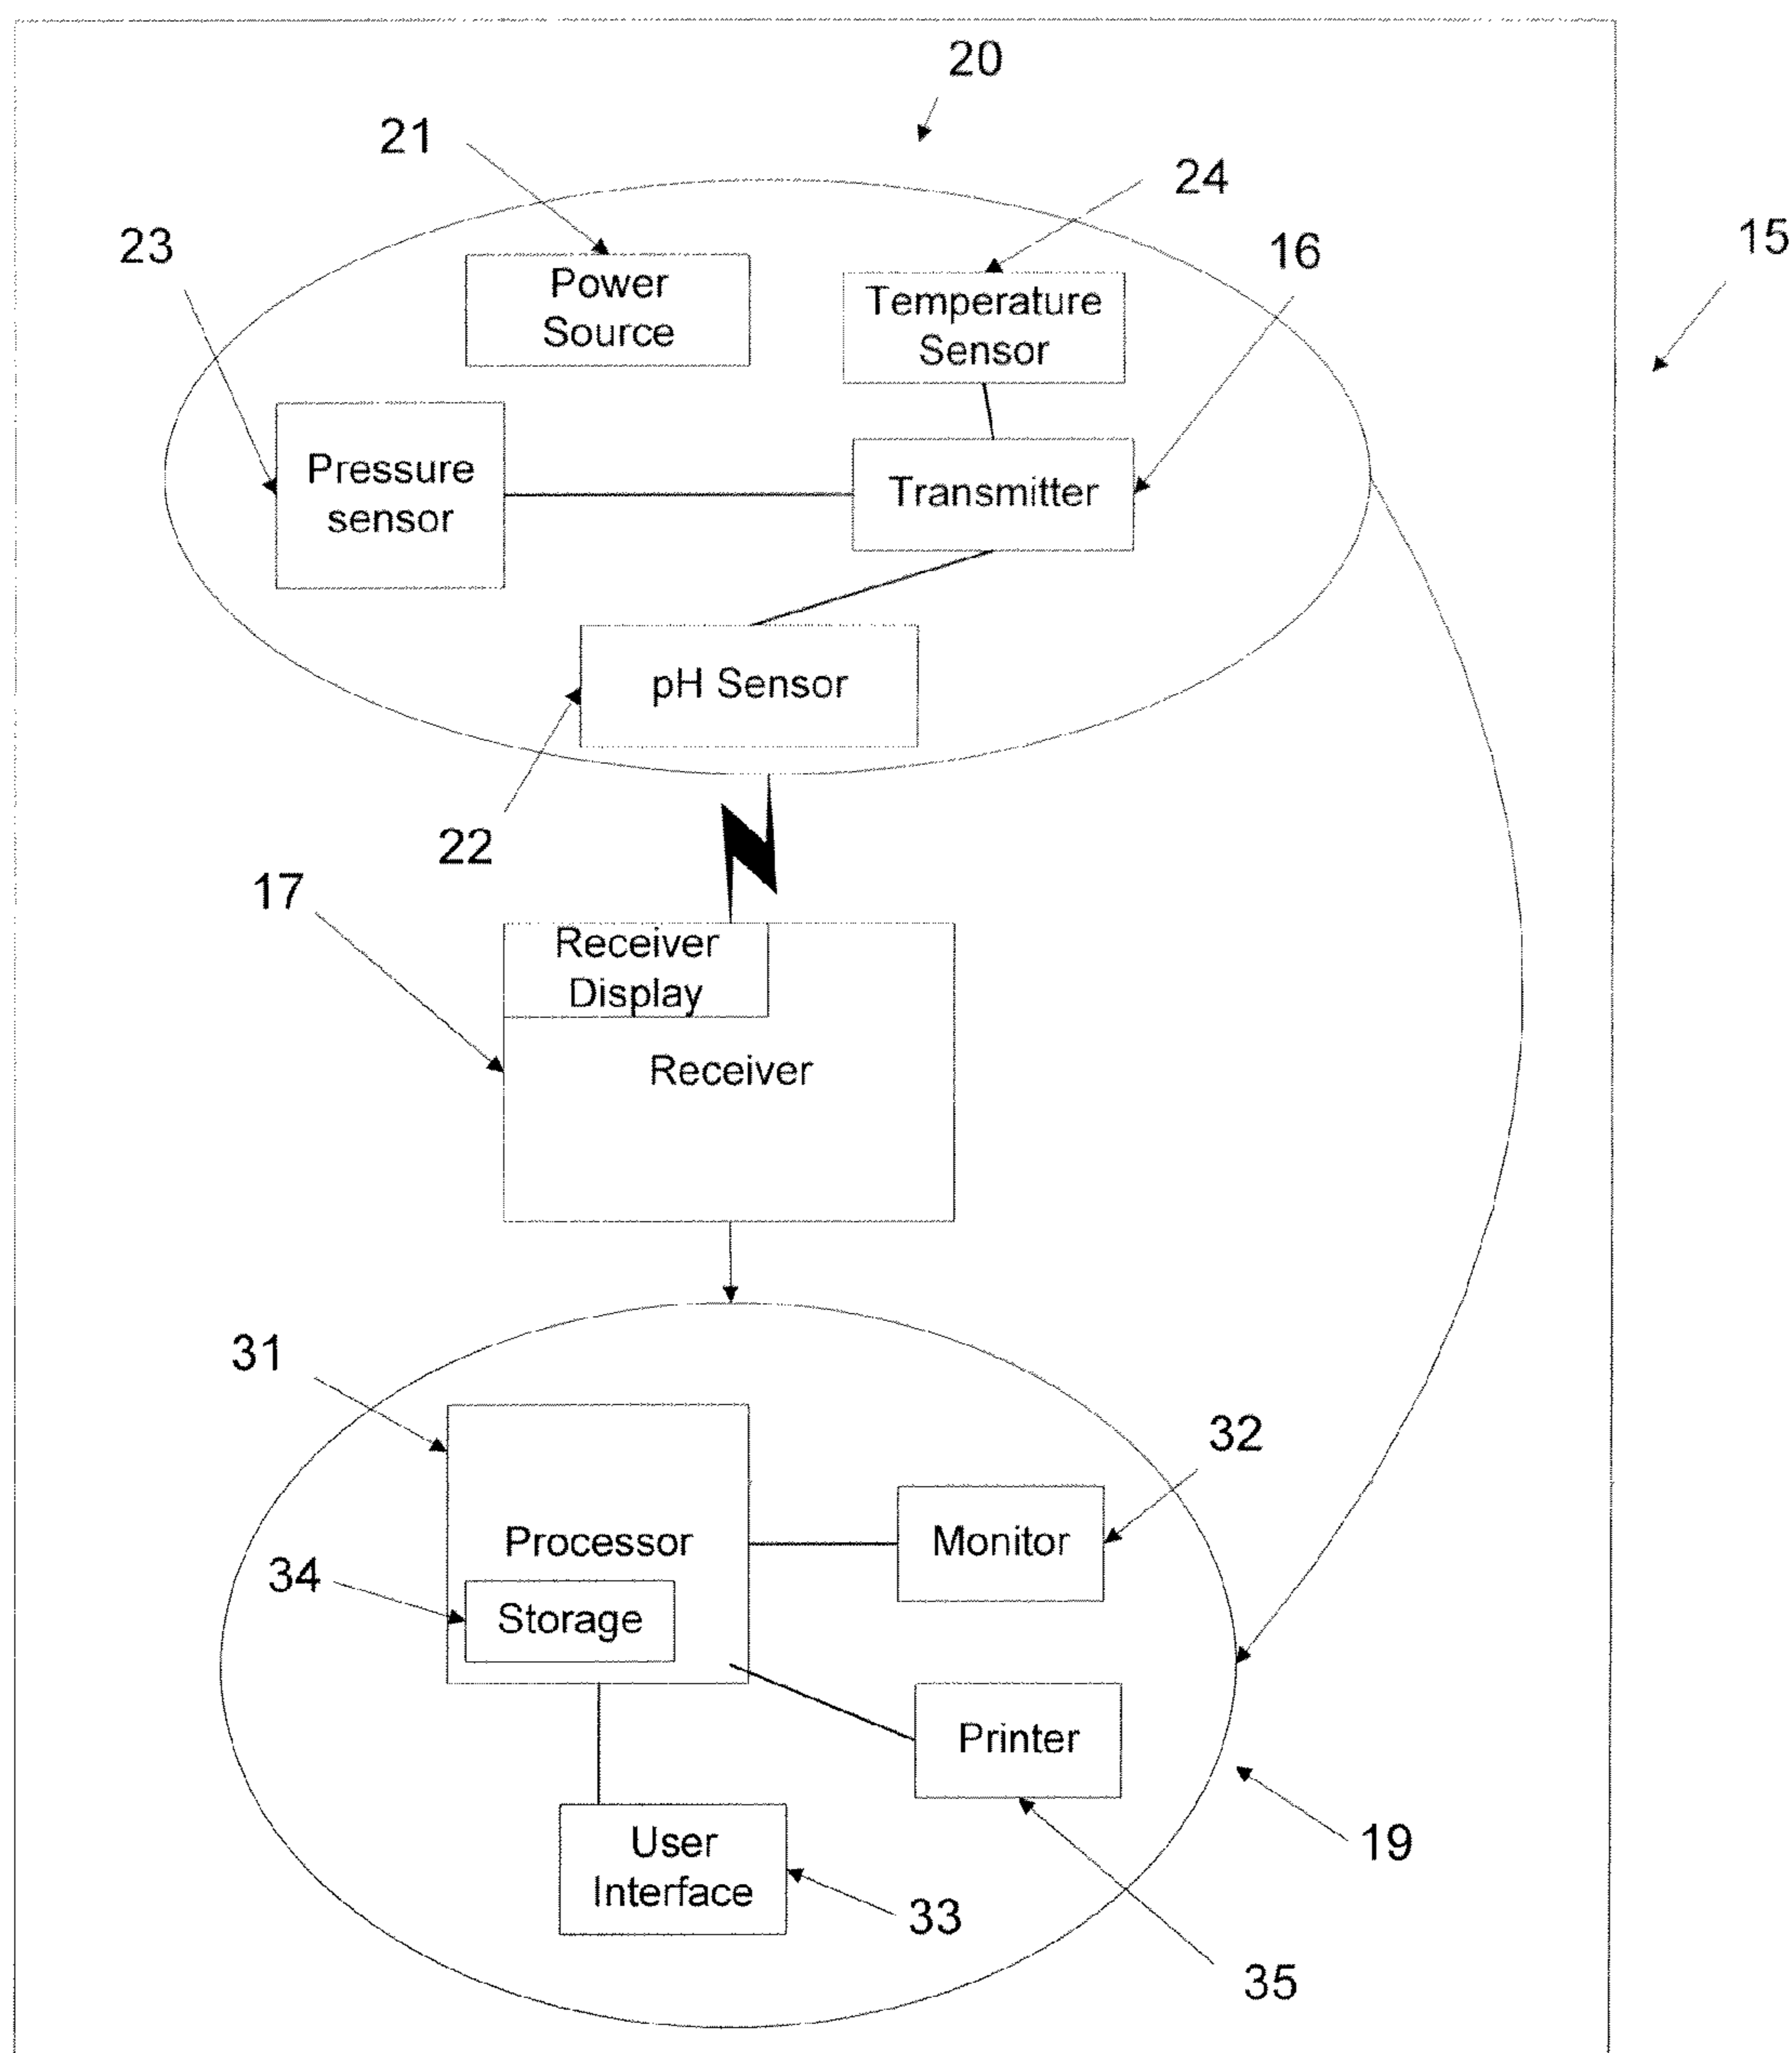 20
21
24
23
16
15
Power
Source
Temperature
Sensor
Pressure
sensor
Transmitter
pH Sensor
22
17
Receiver
Display
Receiver
31
32
Processor
Monitor
34
Storage
Printer
19
User
Interface
33
35